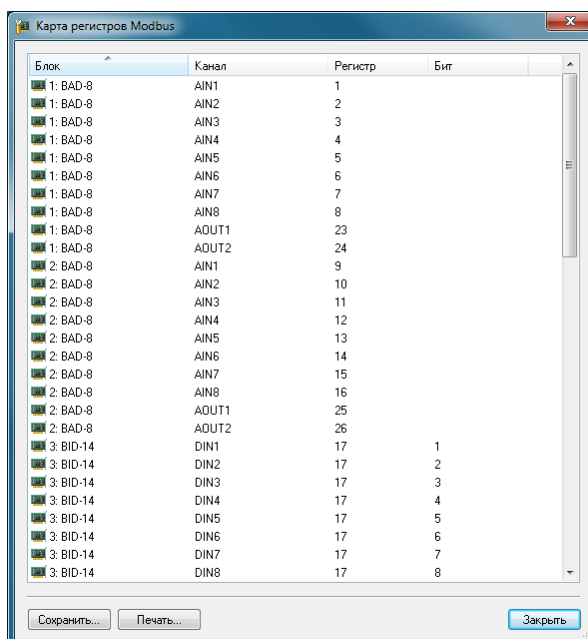 Карта регистров Modbus
Блок Канал Регистр Бит
1: BAD-8 AIN1 1
1: BAD-8 AIN2 2
1: BAD-8 AIN3 3
1: BAD-8 AIN4 4
1: BAD-8 AIN5 5
1: BAD-8 AIN6 6
1: BAD-8 AIN7 7
1: BAD-8 AIN8 8
1: BAD-8 AOUT1 23
1: BAD-8 AOUT2 24
2: BAD-8 AIN1 9
2: BAD-8 AIN2 10
2: BAD-8 AIN3 11
2: BAD-8 AIN4 12
2: BAD-8 AIN5 13
2: BAD-8 AIN6 14
2: BAD-8 AIN7 15
2: BAD-8 AIN8 16
2: BAD-8 AOUT1 25
2: BAD-8 AOUT2 26
3: BID-14 DIN1 17 1
3: BID-14 DIN2 17 2
3: BID-14 DIN3 17 3
3: BID-14 DIN4 17 4
3: BID-14 DIN5 17 5
3: BID-14 DIN6 17 6
3: BID-14 DIN7 17 7
3: BID-14 DIN8 17 8
Сохранить... Печать... Закрыть